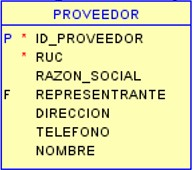 PROVEEDOR
P * ID_PROVEEDOR
* RUC
RAZON_SOCIAL
F REPRESENTRANTE
DIRECCION
TELEFONO
NOMBRE